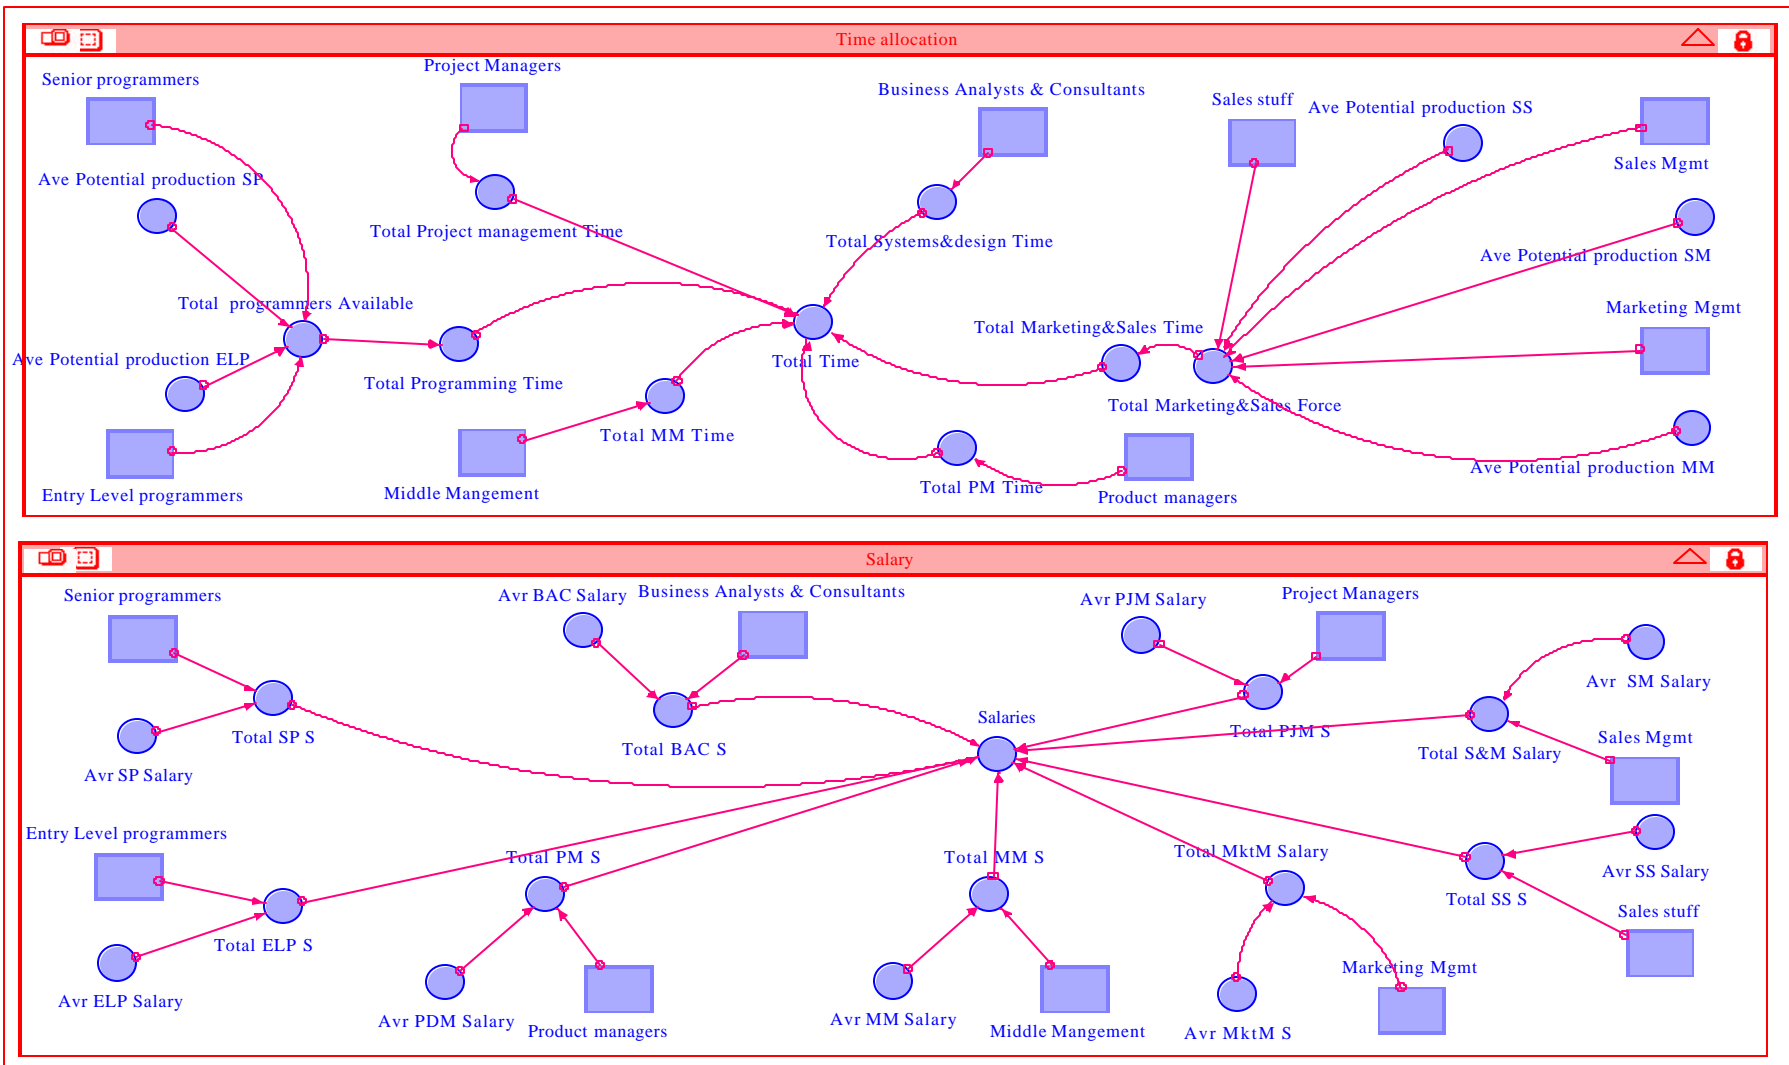 Time allocation
Project Managers
Senior programmers
Business Analysts & Consultants
Sales stuff
Ave Potential production SS
Sales Mgmt
Ave Potential production SP
Total Project management Time
Total Systems&design Time
Ave Potential production SM
Total programmers Available
Marketing Mgmt
Total Marketing&Sales Time
Ave Potential production ELP
Total Time
Total Programming Time
Total Marketing&Sales Force
Total MM Time
Ave Potential production MM
Total PM Time
Middle Mangement
Entry Level programmers
Product managers
Salary
Senior programmers
Avr BAC Salary
Business Analysts & Consultants
Avr PJM Salary
Project Managers
Avr SM Salary
Salaries
Total SP S
Total BAC S
Total PJM S
Total S&M Salary
Sales Mgmt
Avr SP Salary
Entry Level programmers
Total PM S
Total MM S
Total MktM Salary
Avr SS Salary
Total SS S
Sales stuff
Total ELP S
Marketing Mgmt
Avr ELP Salary
Avr PDM Salary
Product managers
Avr MM Salary
Middle Mangement
Avr MktM S